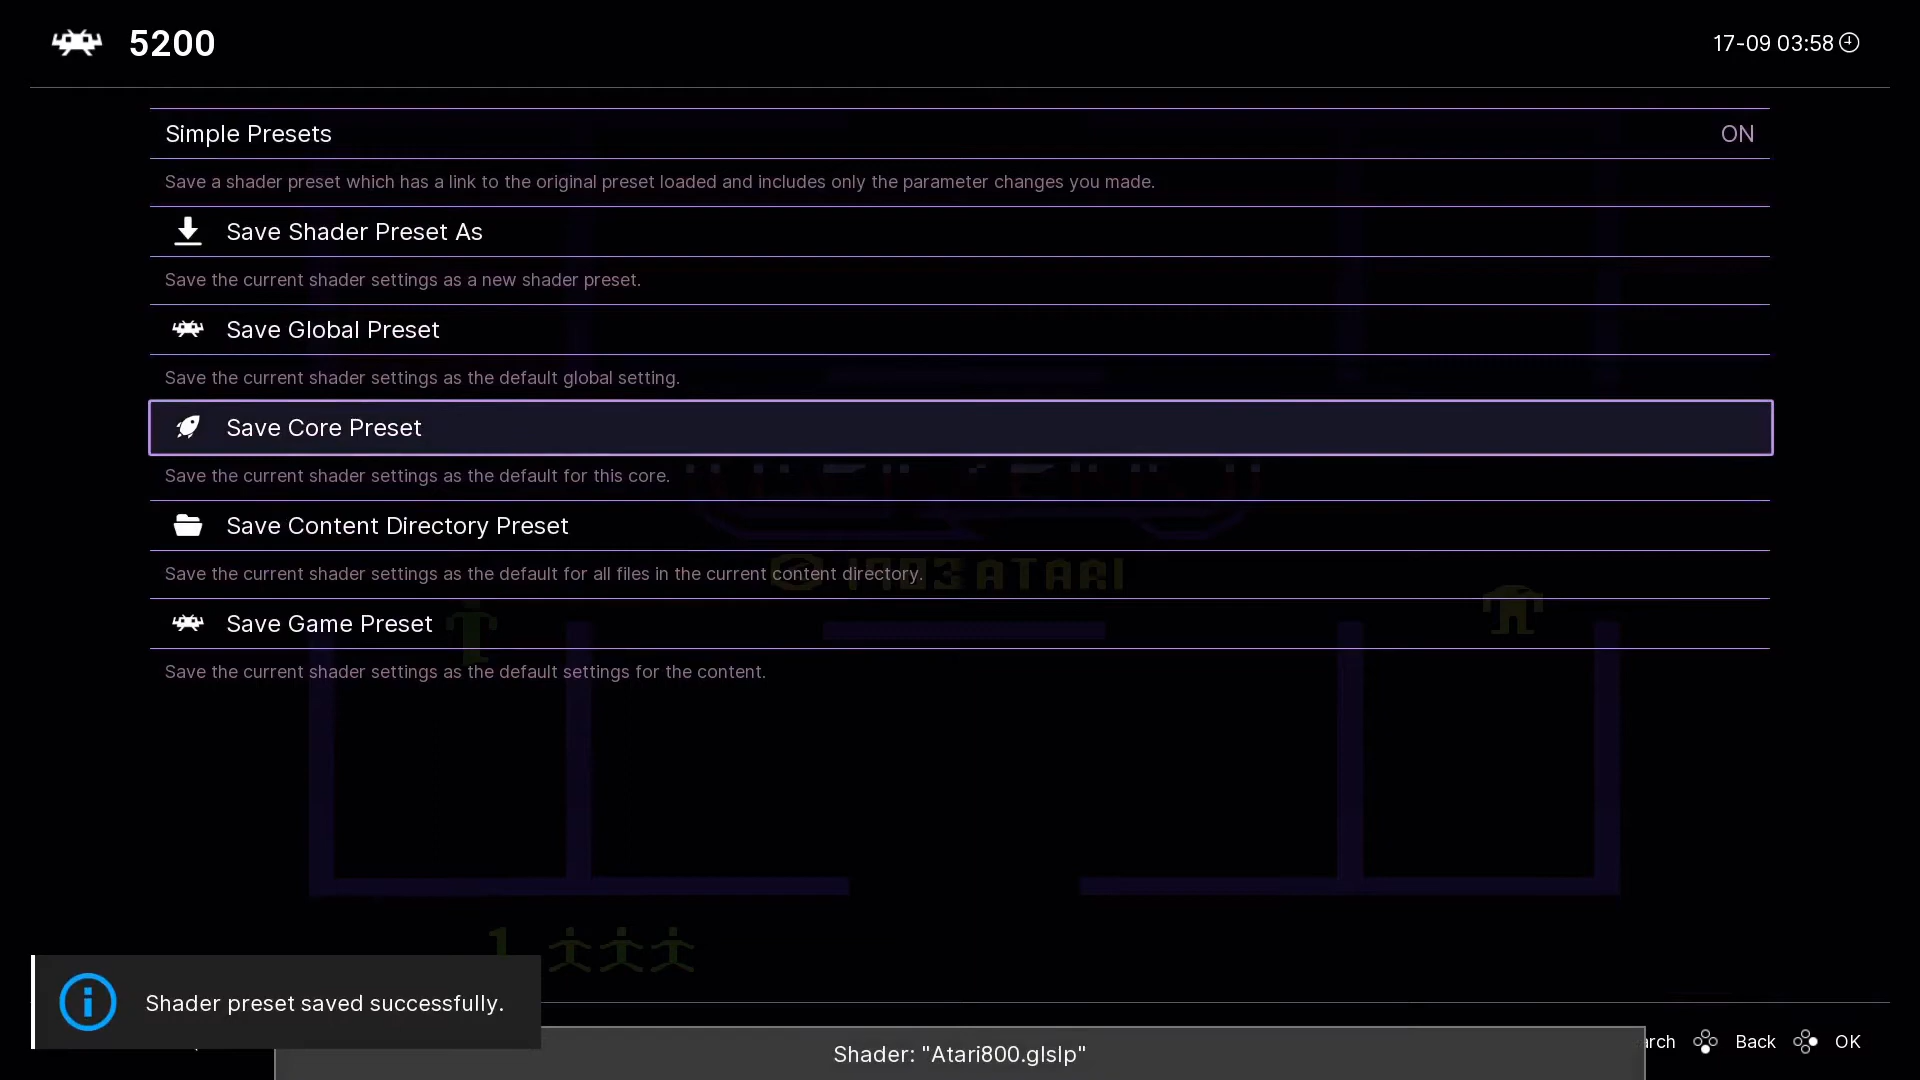 5200
17-09 03:58
Simple Presets ON
Save a shader preset which has a link to the original preset loaded and includes only the parameter changes you made.
Save Shader Preset As
Save the current shader settings as a new shader preset.
Save Global Preset
Save the current shader settings as the default global setting.
Save Core Preset
Save the current shader settings as the default for this core.
Save Content Directory Preset
Save the current shader settings as the default for all files in the current content directory.
ATARI
Save Game Preset
Save the current shader settings as the default settings for the content.
1
Shader preset saved successfully.
Shader: "Atari800.glslp"
arch Back OK